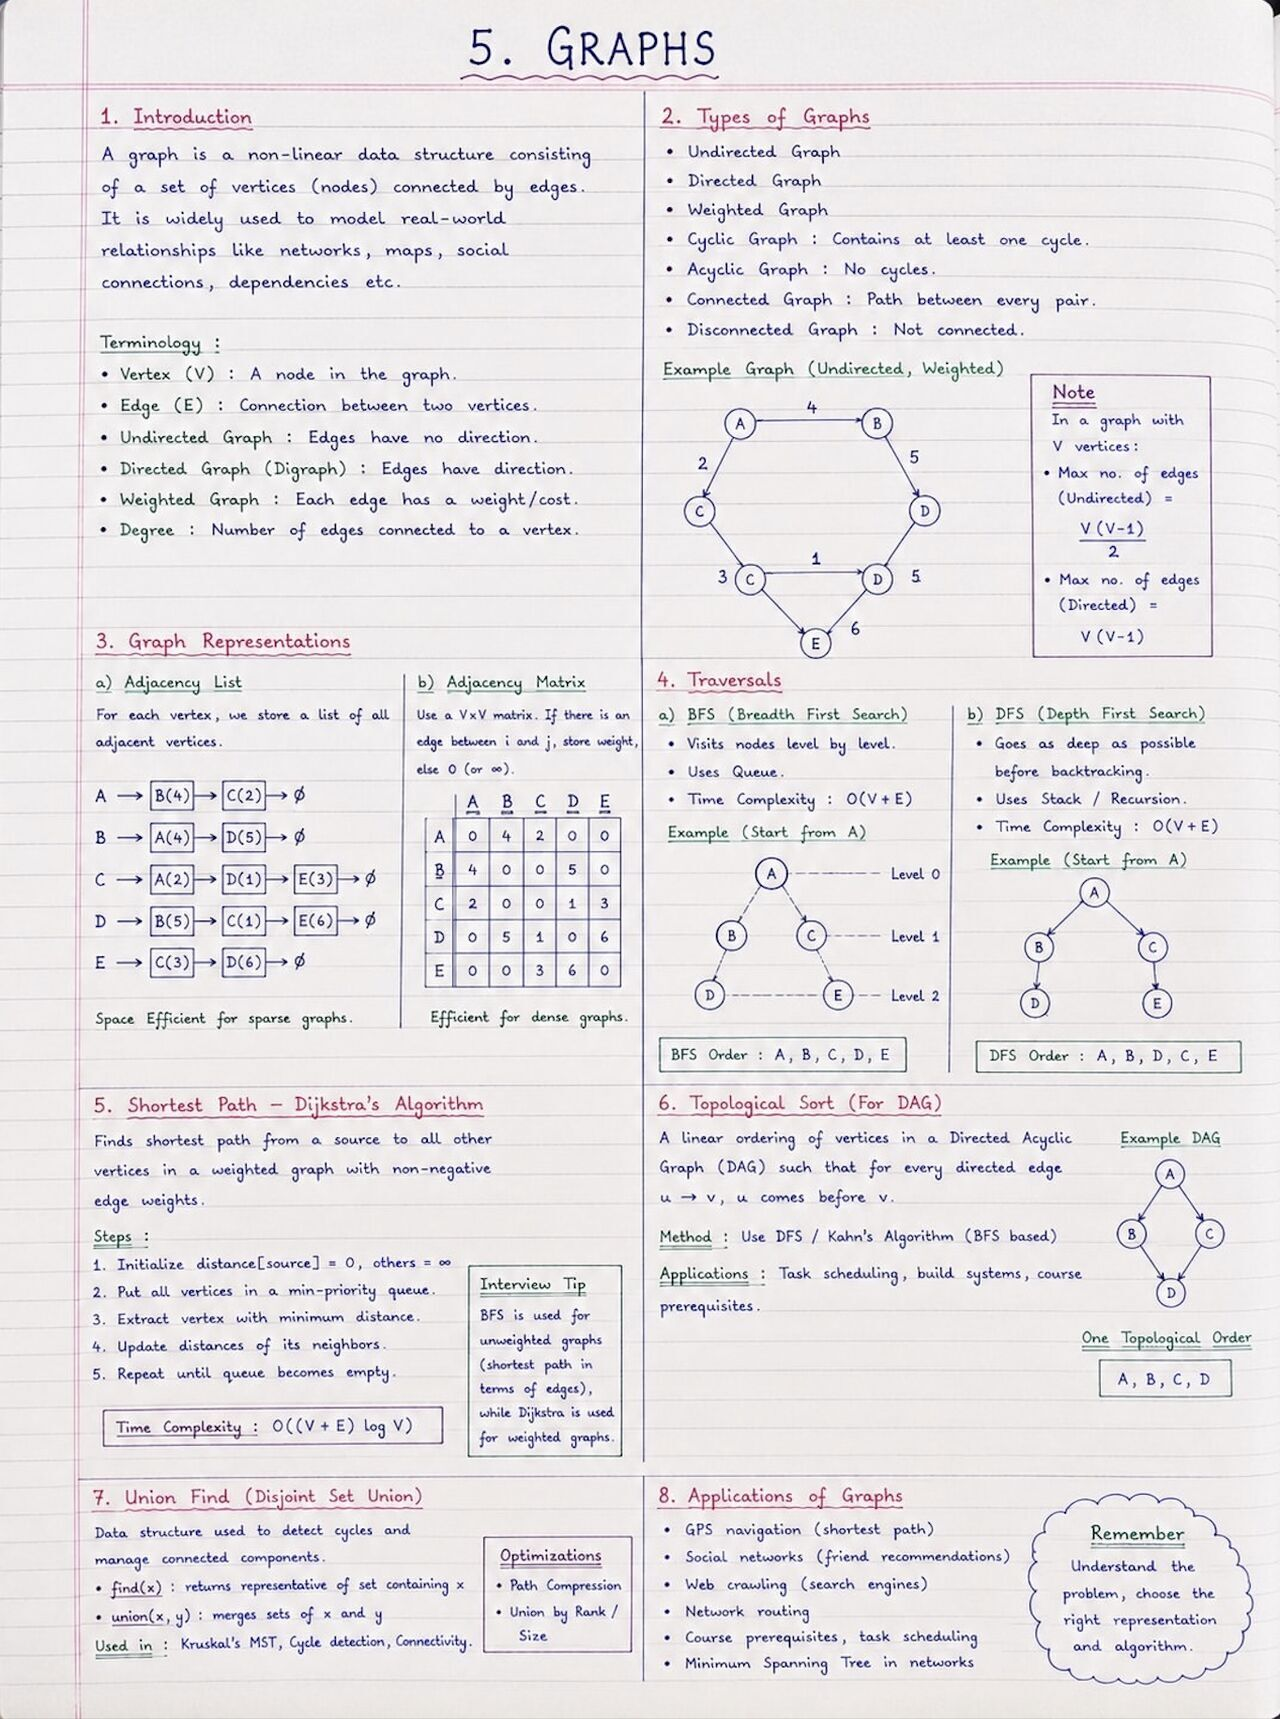 5. GRAPHS
1. Introduction
A graph is a non-linear data structure consisting
of a set of vertices (nodes) connected by edges.
It is widely used to model real-world
relationships like networks, maps, social
connections, dependencies etc.
Terminology :
• Vertex (V) : A node in the graph.
• Edge (E) : Connection between two vertices.
• Undirected Graph : Edges have no direction.
• Directed Graph (Digraph) : Edges have direction.
• Weighted Graph : Each edge has a weight/cost.
• Degree : Number of edges connected to a vertex.
2. Types of Graphs
• Undirected Graph
• Directed Graph
• Weighted Graph
• Cyclic Graph : Contains at least one cycle.
• Acyclic Graph : No cycles.
• Connected Graph : Path between every pair.
• Disconnected Graph : Not connected.
Example Graph (Undirected, Weighted)
A 4 B
2 5
C D
1
3 C D 5
6
E
Note
In a graph with
V vertices:
• Max no. of edges
(Undirected) =
V (V-1)
2
• Max no. of edges
(Directed) =
V (V-1)
3. Graph Representations
a) Adjacency List
For each vertex, we store a list of all
adjacent vertices.
A → B(4) → C(2) → ∅
B → A(4) → D(5) → ∅
C → A(2) → D(1) → E(3) → ∅
D → B(5) → C(1) → E(6) → ∅
E → C(3) → D(6) → ∅
Space Efficient for sparse graphs.
b) Adjacency Matrix
Use a V×V matrix. If there is an
edge between i and j, store weight,
else 0 (or ∞).
A B C D E
A 0 4 2 0 0
B 4 0 0 5 0
C 2 0 0 1 3
D 0 5 1 0 6
E 0 0 3 6 0
Efficient for dense graphs.
4. Traversals
a) BFS (Breadth First Search)
• Visits nodes level by level.
• Uses Queue.
• Time Complexity : O(V+E)
Example (Start from A)
A Level 0
B C Level 1
D E Level 2
BFS Order : A, B, C, D, E
b) DFS (Depth First Search)
• Goes as deep as possible
before backtracking.
• Uses Stack / Recursion.
• Time Complexity : O(V+E)
Example (Start from A)
A
B C
D E
DFS Order : A, B, D, C, E
5. Shortest Path – Dijkstra's Algorithm
Finds shortest path from a source to all other
vertices in a weighted graph with non-negative
edge weights.
Steps :
1. Initialize distance[source] = 0, others = ∞
2. Put all vertices in a min-priority queue.
3. Extract vertex with minimum distance.
4. Update distances of its neighbors.
5. Repeat until queue becomes empty.
Time Complexity : O((V + E) log V)
Interview Tip
BFS is used for
unweighted graphs
(shortest path in
terms of edges),
while Dijkstra is used
for weighted graphs.
6. Topological Sort (For DAG)
A linear ordering of vertices in a Directed Acyclic
Graph (DAG) such that for every directed edge
u → v, u comes before v.
Method : Use DFS / Kahn's Algorithm (BFS based)
Applications : Task scheduling, build systems, course
prerequisites.
Example DAG
A
B C
D
One Topological Order
A, B, C, D
7. Union Find (Disjoint Set Union)
Data structure used to detect cycles and
manage connected components.
• find(x) : returns representative of set containing x
• union(x, y) : merges sets of x and y
Used in : Kruskal's MST, Cycle detection, Connectivity.
Optimizations
• Path Compression
• Union by Rank /
Size
8. Applications of Graphs
• GPS navigation (shortest path)
• Social networks (friend recommendations)
• Web crawling (search engines)
• Network routing
• Course prerequisites, task scheduling
• Minimum Spanning Tree in networks
Remember
Understand the
problem, choose the
right representation
and algorithm.